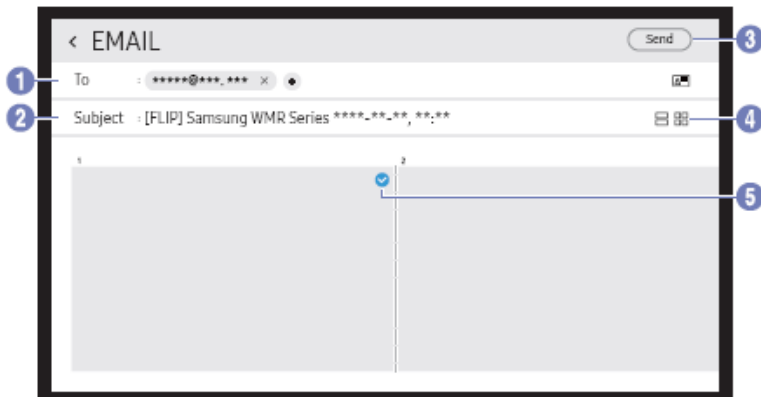 < EMAIL
Send
3
1
To : *****@***.*** × ●
2
Subject : [FLIP] Samsung WMR Series ****-**-**, **:**
4
1
2
5